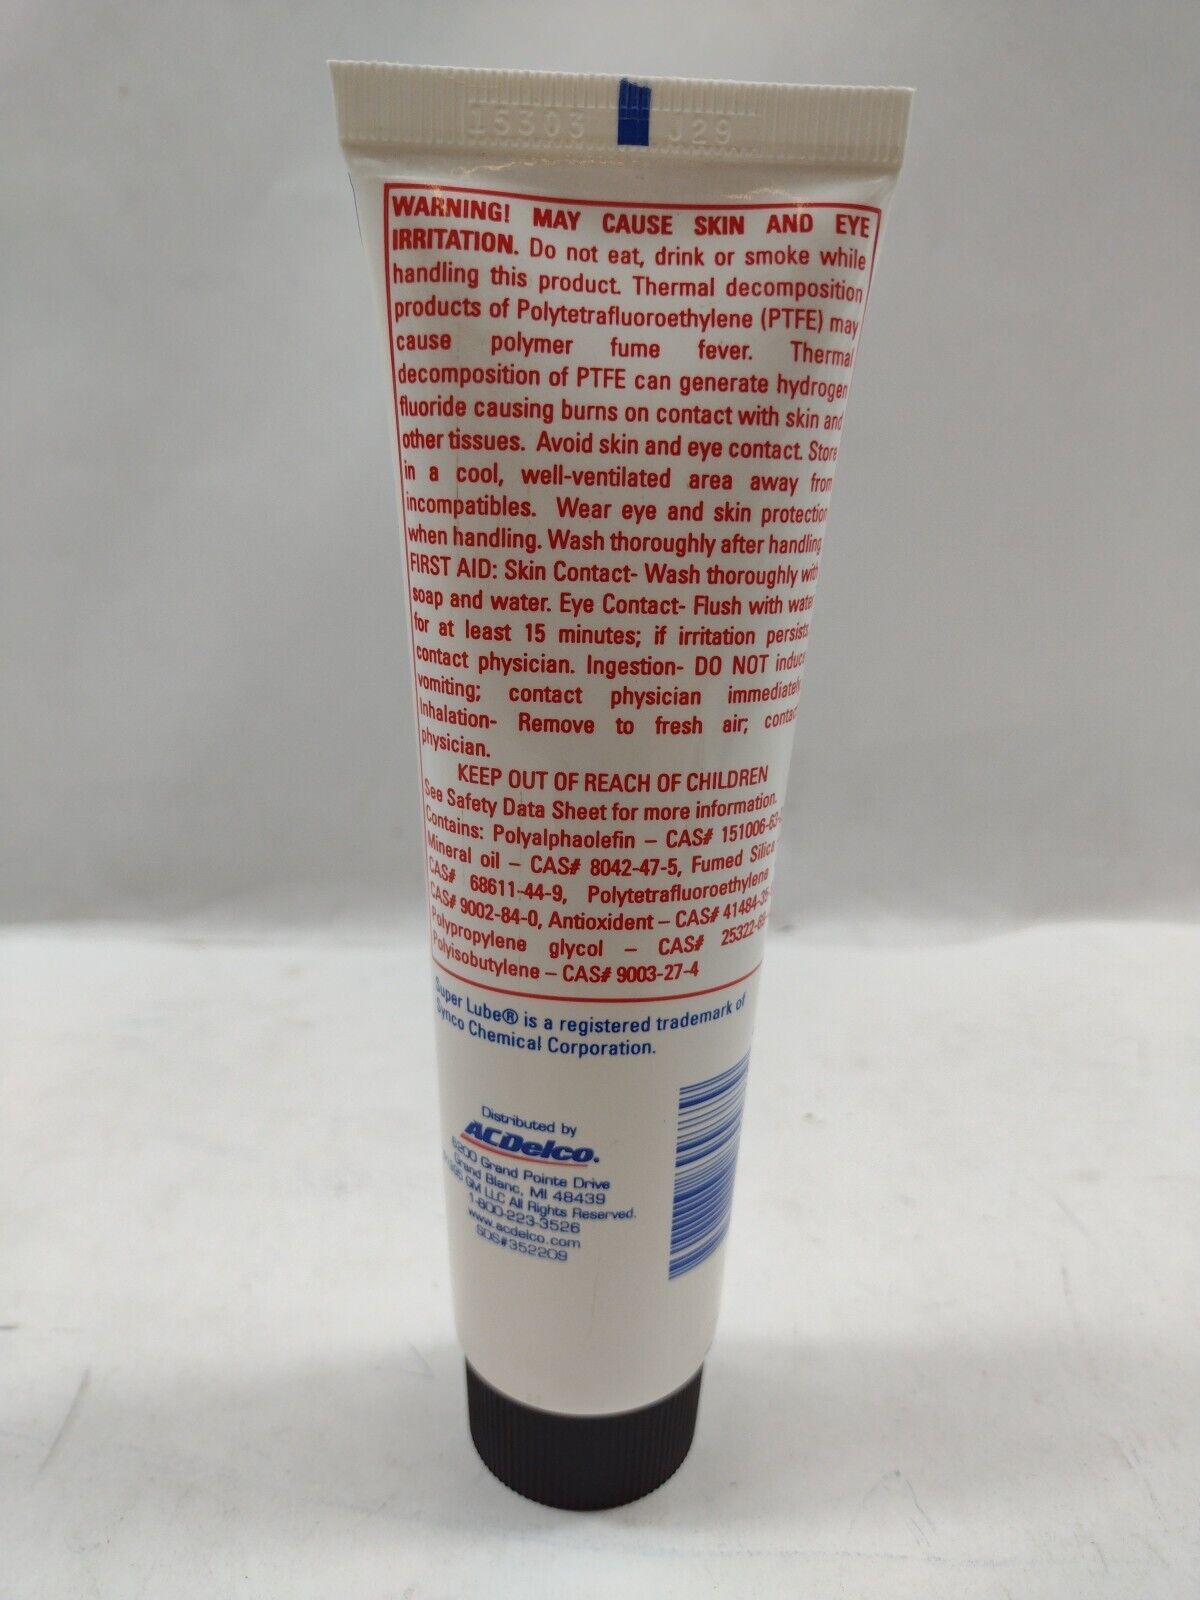 15303 J29
WARNING! MAY CAUSE SKIN AND EYE
IRRITATION. Do not eat, drink or smoke while
handling this product. Thermal decomposition
products of Polytetrafluoroethylene (PTFE) may
cause polymer fume fever. Thermal
decomposition of PTFE can generate hydrogen
fluoride causing burns on contact with skin and
other tissues. Avoid skin and eye contact. Store
in a cool, well-ventilated area away from
incompatibles. Wear eye and skin protection
when handling. Wash thoroughly after handling
FIRST AID: Skin Contact- Wash thoroughly with
soap and water. Eye Contact- Flush with water
for at least 15 minutes; if irritation persists
contact physician. Ingestion- DO NOT induce
vomiting; contact physician immediately
Inhalation- Remove to fresh air; contact
physician.
KEEP OUT OF REACH OF CHILDREN
See Safety Data Sheet for more information.
Contains: Polyalphaolefin – CAS# 151006-63-
Mineral oil – CAS# 8042-47-5, Fumed Silica
CAS# 68611-44-9, Polytetrafluoroethylene
CAS# 9002-84-0, Antioxident – CAS# 41484-35-
Polypropylene glycol – CAS# 25322-69-
Polyisobutylene – CAS# 9003-27-4
Super Lube® is a registered trademark of
Synco Chemical Corporation.
Distributed by
ACDelco.
6200 Grand Pointe Drive
Grand Blanc, MI 48439
GM LLC All Rights Reserved.
1-800-223-3526
www.acdelco.com
SDS#352209